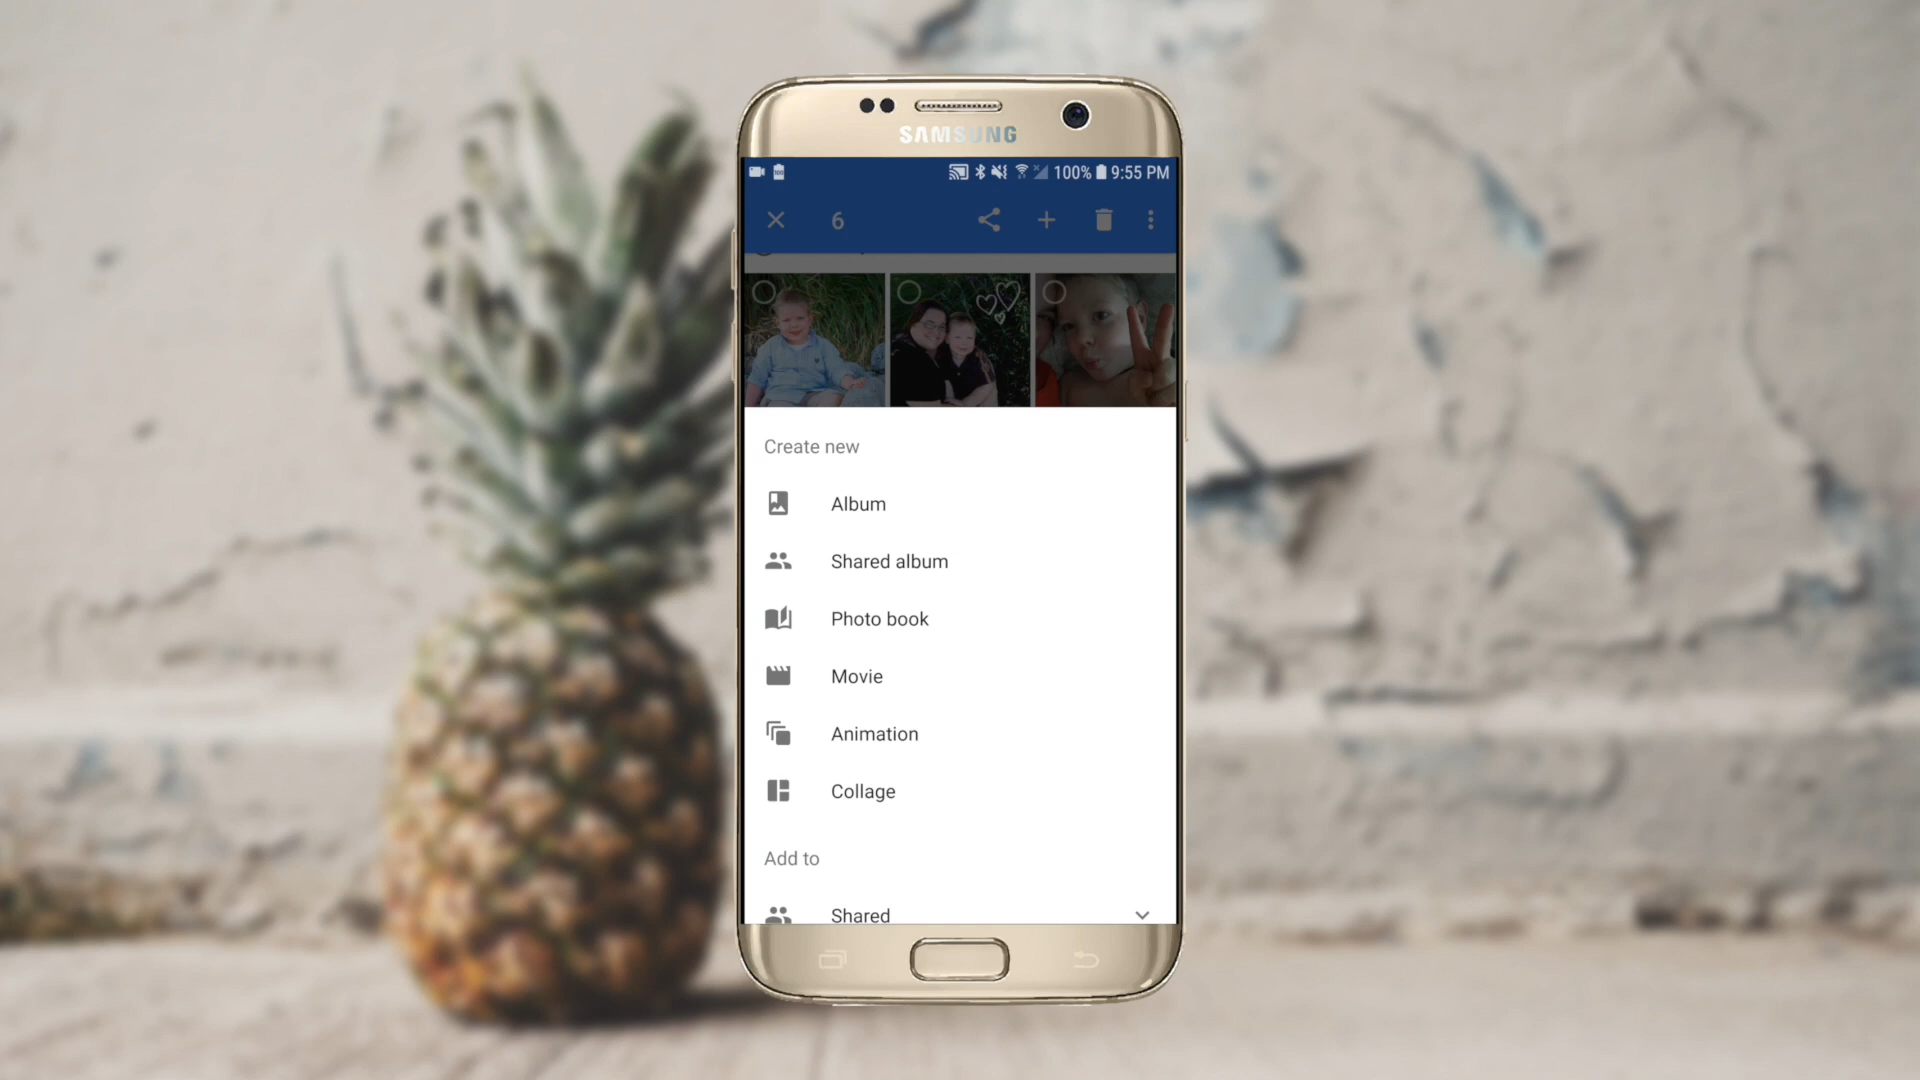 SAMSUNG
100% 9:55 PM
6
Create new
Album
Shared album
Photo book
Movie
Animation
Collage
Add to
Shared